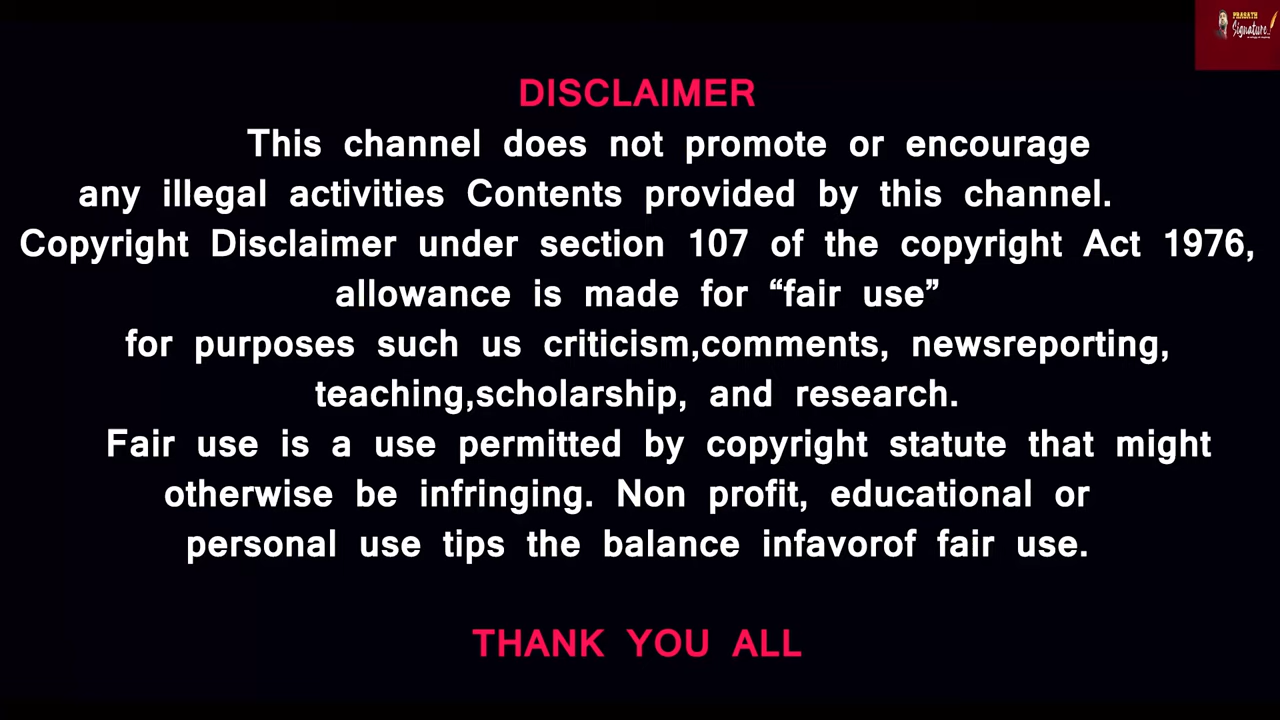 PRASATH
Signature..!
DISCLAIMER
This channel does not promote or encourage
any illegal activities Contents provided by this channel.
Copyright Disclaimer under section 107 of the copyright Act 1976,
allowance is made for “fair use”
for purposes such us criticism,comments, newsreporting,
teaching,scholarship, and research.
Fair use is a use permitted by copyright statute that might
otherwise be infringing. Non profit, educational or
personal use tips the balance infavorof fair use.
THANK YOU ALL